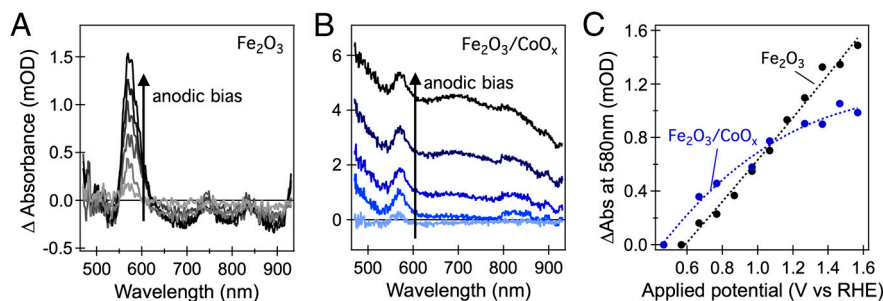 A
Fe₂O₃
anodic bias
Δ Absorbance (mOD)
1.5
1.0
0.5
0.0
-0.5
500 600 700 800 900
Wavelength (nm)
B
Fe₂O₃/CoOₓ
anodic bias
6
4
2
0
500 600 700 800 900
Wavelength (nm)
C
Fe₂O₃
Fe₂O₃/CoOₓ
ΔAbs at 580nm (mOD)
1.6
1.2
0.8
0.4
0.0
0.6 0.8 1.0 1.2 1.4 1.6
Applied potential (V vs RHE)